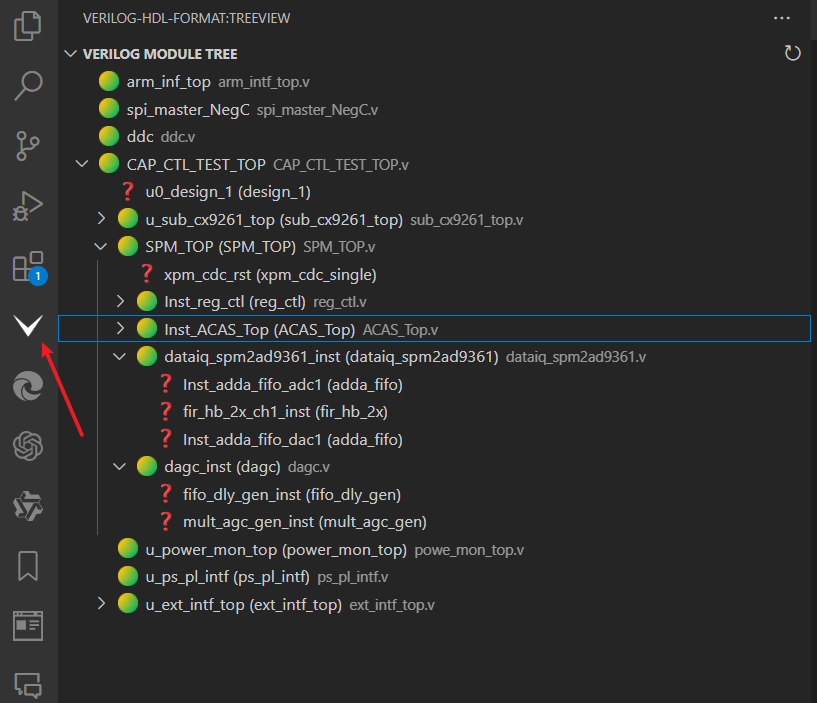 VERILOG-HDL-FORMAT:TREEVIEW
VERILOG MODULE TREE
arm_inf_top arm_intf_top.v
spi_master_NegC spi_master_NegC.v
ddc ddc.v
CAP_CTL_TEST_TOP CAP_CTL_TEST_TOP.v
u0_design_1 (design_1)
u_sub_cx9261_top (sub_cx9261_top) sub_cx9261_top.v
SPM_TOP (SPM_TOP) SPM_TOP.v
xpm_cdc_rst (xpm_cdc_single)
1
Inst_reg_ctl (reg_ctl) reg_ctl.v
Inst_ACAS_Top (ACAS_Top) ACAS_Top.v
dataiq_spm2ad9361_inst (dataiq_spm2ad9361) dataiq_spm2ad9361.v
Inst_adda_fifo_adc1 (adda_fifo)
fir_hb_2x_ch1_inst (fir_hb_2x)
Inst_adda_fifo_dac1 (adda_fifo)
dagc_inst (dagc) dagc.v
fifo_dly_gen_inst (fifo_dly_gen)
mult_agc_gen_inst (mult_agc_gen)
u_power_mon_top (power_mon_top) powe_mon_top.v
u_ps_pl_intf (ps_pl_intf) ps_pl_intf.v
u_ext_intf_top (ext_intf_top) ext_intf_top.v